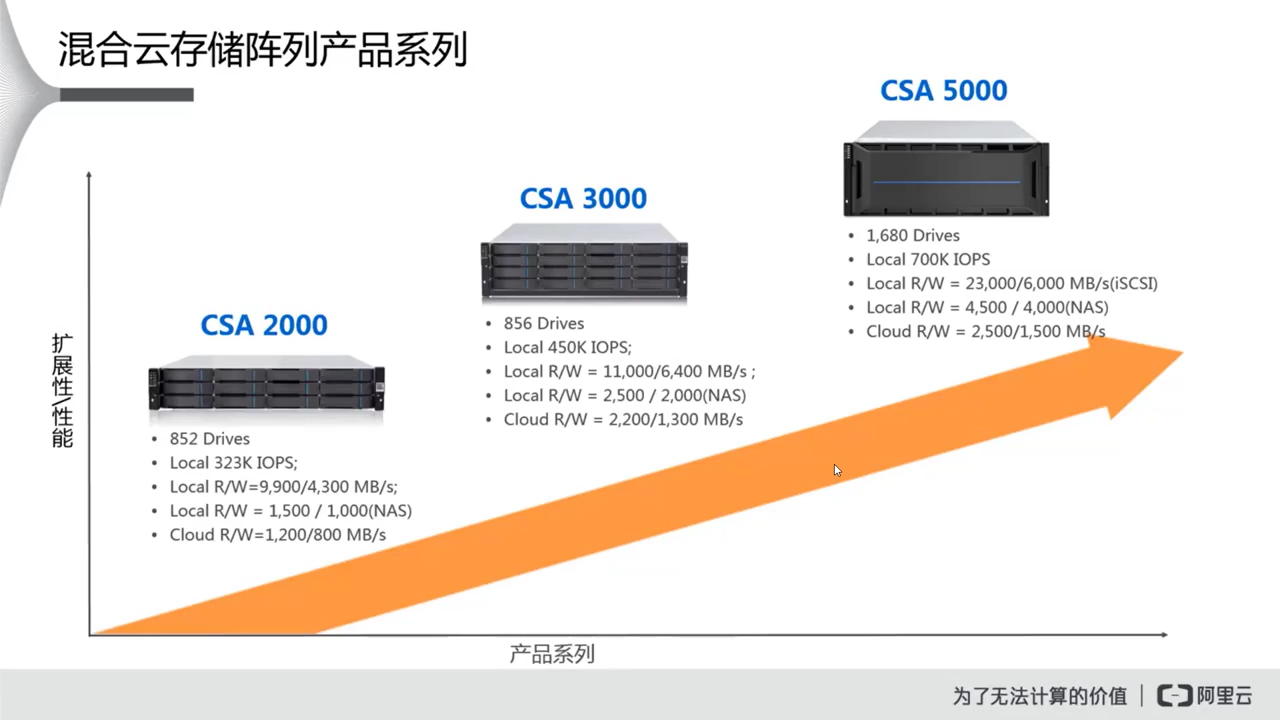 混合云存储阵列产品系列
CSA 5000
1,680 Drives
Local 700K IOPS
Local R/W = 23,000/6,000 MB/s(iSCSI)
Local R/W = 4,500 / 4,000(NAS)
Cloud R/W = 2,500/1,500 MB/s
CSA 3000
856 Drives
Local 450K IOPS;
Local R/W = 11,000/6,400 MB/s ;
Local R/W = 2,500 / 2,000(NAS)
Cloud R/W = 2,200/1,300 MB/s
CSA 2000
852 Drives
Local 323K IOPS;
Local R/W=9,900/4,300 MB/s;
Local R/W = 1,500 / 1,000(NAS)
Cloud R/W=1,200/800 MB/s
扩展性/性能
产品系列
为了无法计算的价值
阿里云